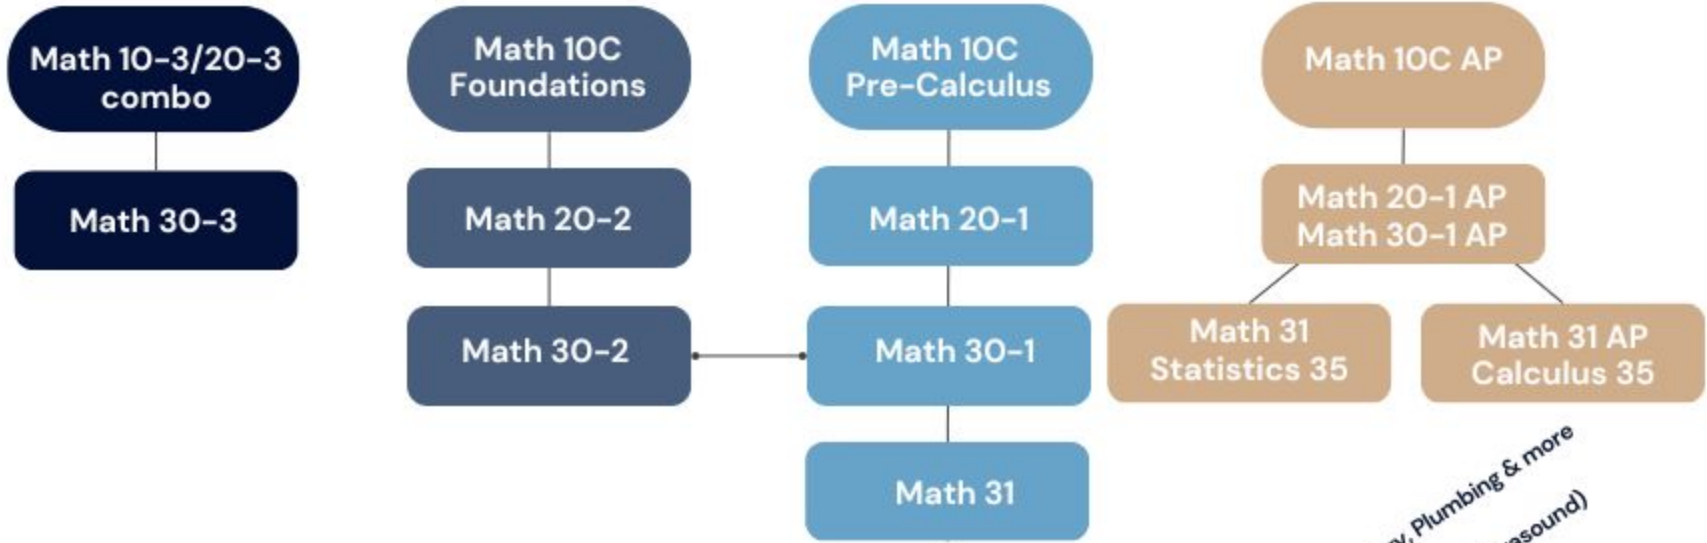 Math 10-3/20-3
combo
Math 30-3
Math 10C
Foundations
Math 20-2
Math 30-2
Math 10C
Pre-Calculus
Math 20-1
Math 30-1
Math 31
Math 10C AP
Math 20-1 AP
Math 30-1 AP
Math 31
Statistics 35
Math 31 AP
Calculus 35
Plumbing & more